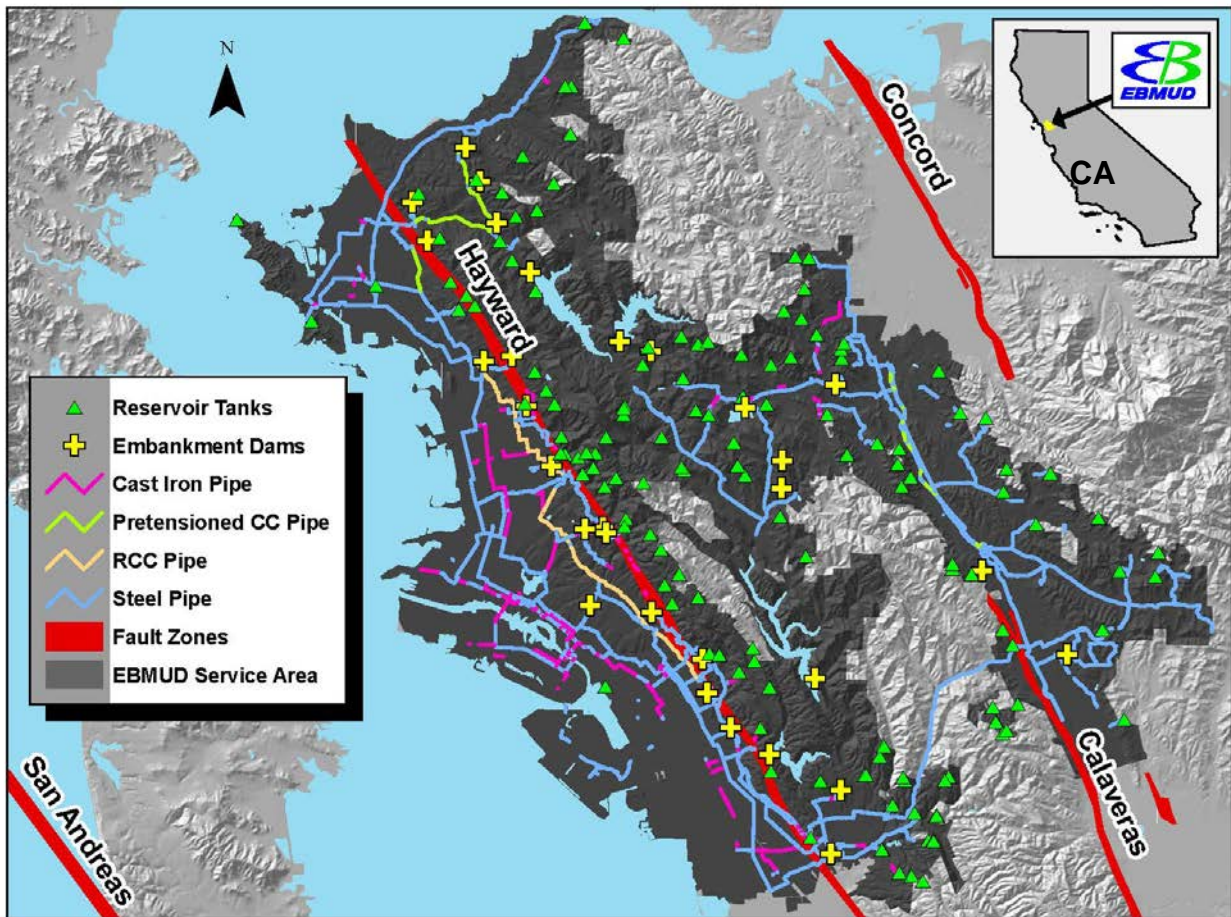 N
Concord
EBMUD
CA
Hayward
Reservoir Tanks
Embankment Dams
Cast Iron Pipe
Pretensioned CC Pipe
RCC Pipe
Steel Pipe
Fault Zones
EBMUD Service Area
San Andreas
Calaveras